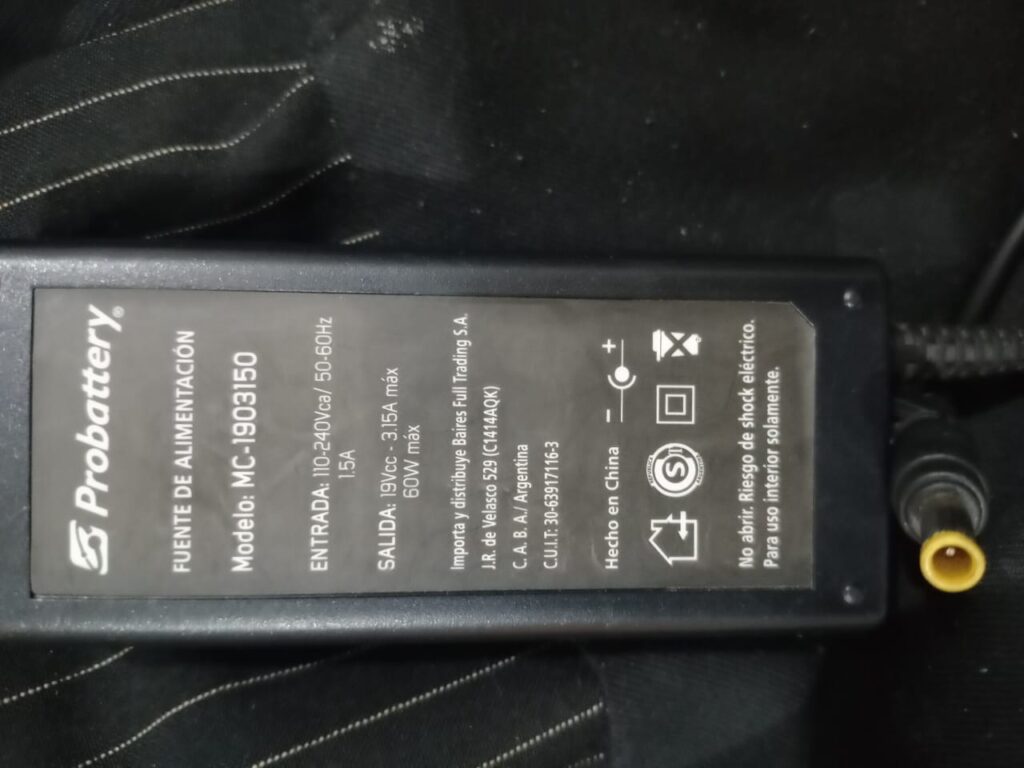 Probattery®
FUENTE DE ALIMENTACIÓN
Modelo: MC-1903150
ENTRADA: 110-240Vca/ 50-60Hz
1.5A
SALIDA: 19Vcc - 3.15A máx
60W máx
Importa y distribuye Baires Full Trading S.A.
J.R. de Velasco 529 (C1414AQK)
C. A. B. A./ Argentina
C.U.I.T: 30-63917116-3
Hecho en China
- +
S
No abrir. Riesgo de shock eléctrico.
Para uso interior solamente.